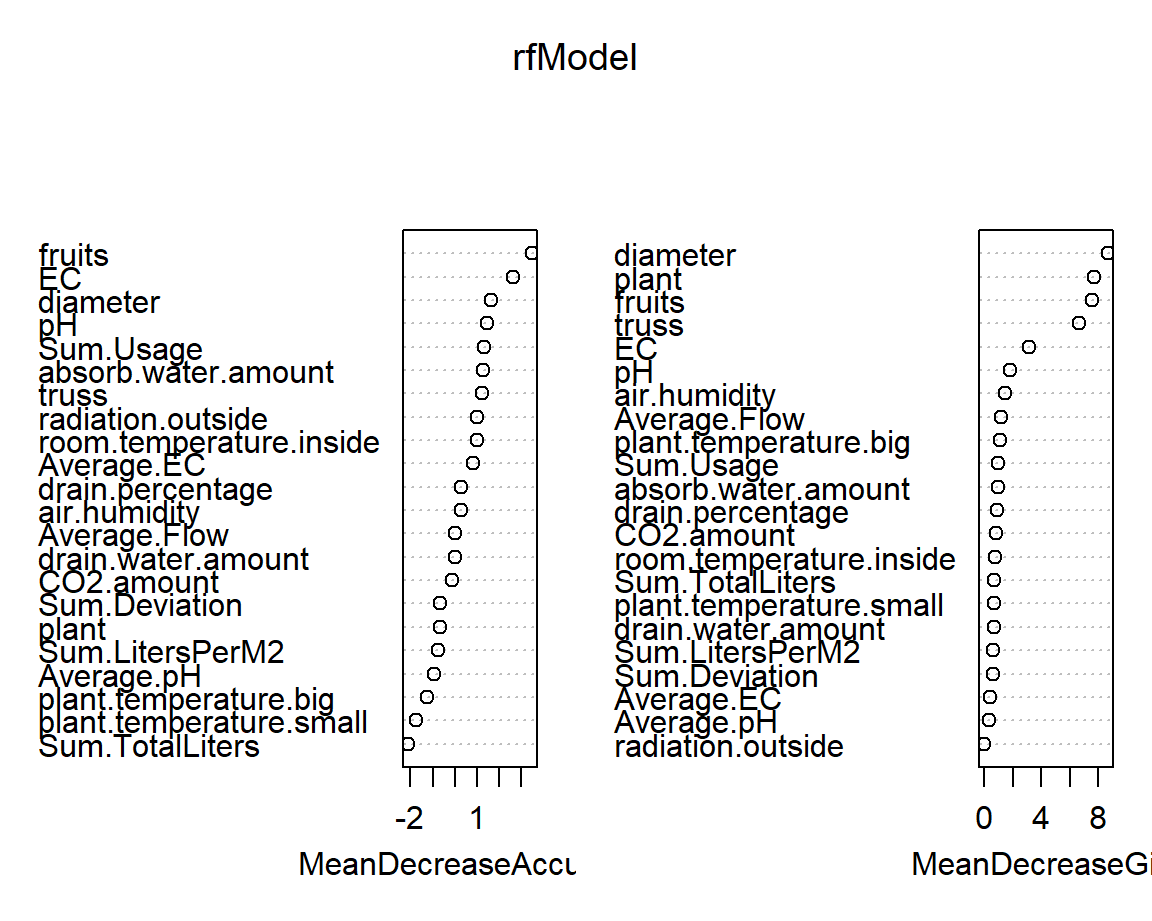 rfModel
fruits
EC
diameter
pH
Sum.Usage
absorb.water.amount
truss
radiation.outside
room.temperature.inside
Average.EC
drain.percentage
air.humidity
Average.Flow
drain.water.amount
CO2.amount
Sum.Deviation
plant
Sum.LitersPerM2
Average.pH
plant.temperature.big
plant.temperature.small
Sum.TotalLiters
-2 1
MeanDecreaseAccu
diameter
plant
fruits
truss
EC
pH
air.humidity
Average.Flow
plant.temperature.big
Sum.Usage
absorb.water.amount
drain.percentage
CO2.amount
room.temperature.inside
Sum.TotalLiters
plant.temperature.small
drain.water.amount
Sum.LitersPerM2
Sum.Deviation
Average.EC
Average.pH
radiation.outside
0 4 8
MeanDecreaseGi